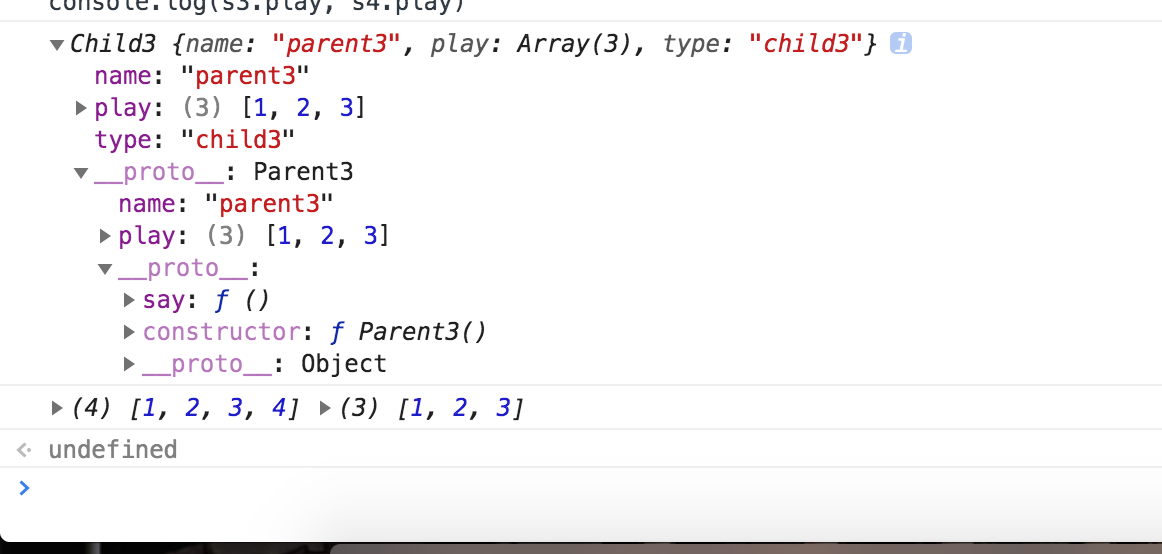 console.log(s3.play, s4.play)
Child3 {name: "parent3", play: Array(3), type: "child3"} i
name: "parent3"
play: (3) [1, 2, 3]
type: "child3"
__proto__: Parent3
name: "parent3"
play: (3) [1, 2, 3]
__proto__:
say: ƒ ()
constructor: ƒ Parent3()
__proto__: Object
(4) [1, 2, 3, 4] (3) [1, 2, 3]
undefined